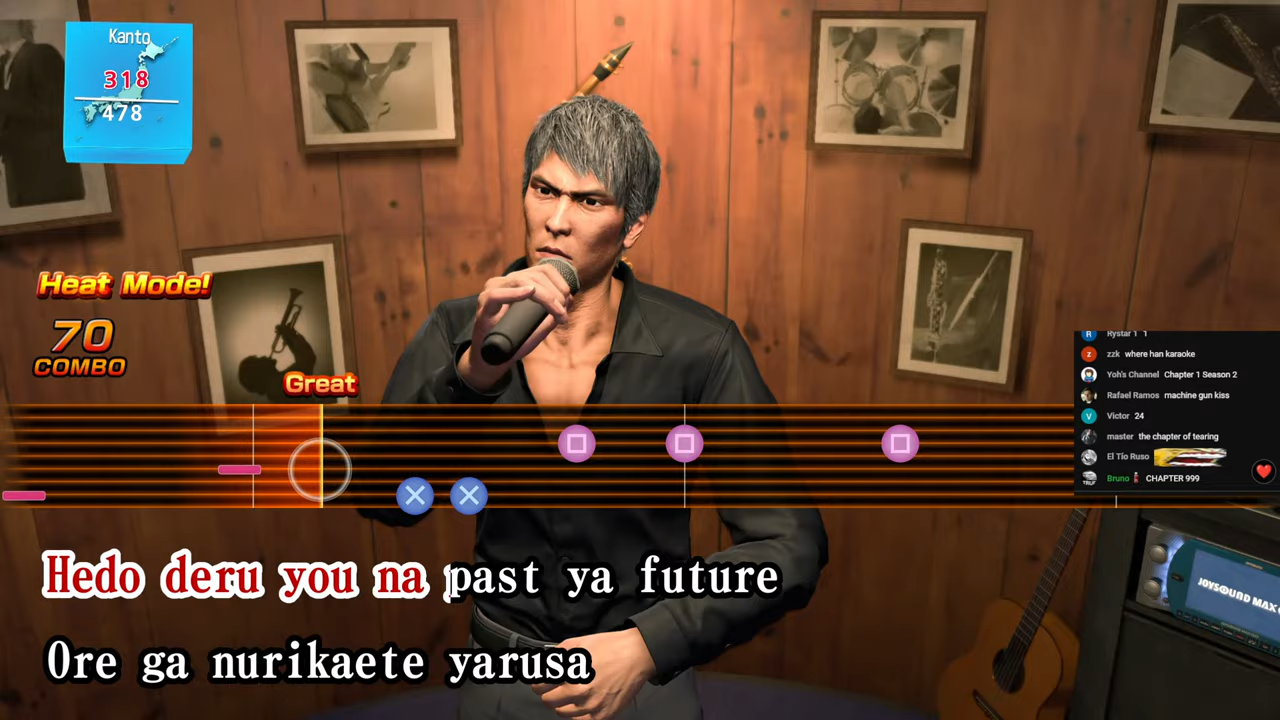 Kanto
318
478
Heat Mode!
70
COMBO
Great
R Rystar 1 1
z zzk where han karaoke
Yoh's Channel Chapter 1 Season 2
Rafael Ramos machine gun kiss
V Victor 24
master the chapter of tearing
El Tío Ruso
Bruno CHAPTER 999
Hedo deru you na past ya future
Ore ga nurikaete yarusa
JOYSOUND MAX